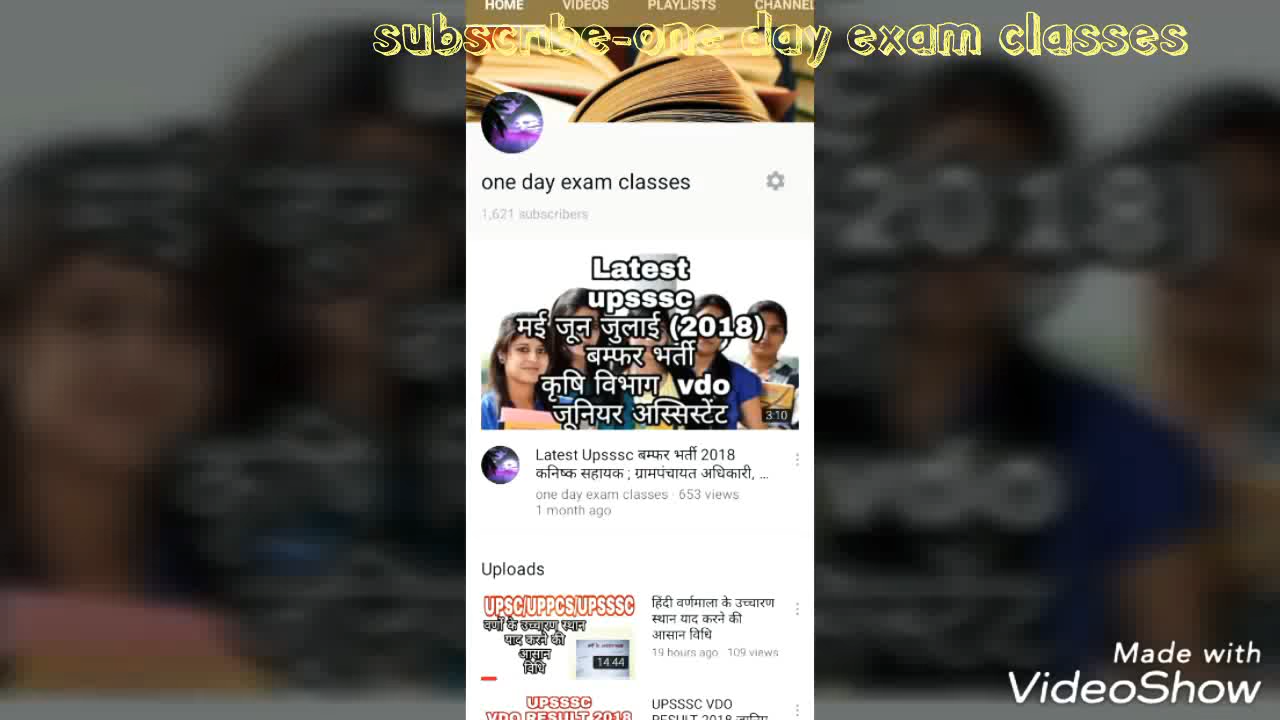 HOME VIDEOS PLAYLISTS CHANNEL
subscribe-one day exam classes
one day exam classes
1,621 subscribers
Latest
upsssc
मई जून जुलाई (2018)
बम्फर भर्ती
कृषि विभाग vdo
जूनियर अस्सिस्टेंट
3:10
Latest Upsssc बम्फर भर्ती 2018
कनिष्क सहायक ; ग्रामपंचायत अधिकारी, ...
one day exam classes · 653 views
1 month ago
Uploads
UPSC/UPPCS/UPSSSC
वर्णो के उच्चारण स्थान
याद करने की
आसान
विधि
14:44
हिंदी वर्णमाला के उच्चारण
स्थान याद करने की
आसान विधि
19 hours ago · 109 views
UPSSSC
VDO RESULT 2018
UPSSSC VDO
RESULT 2018
2018
Made with
VideoShow